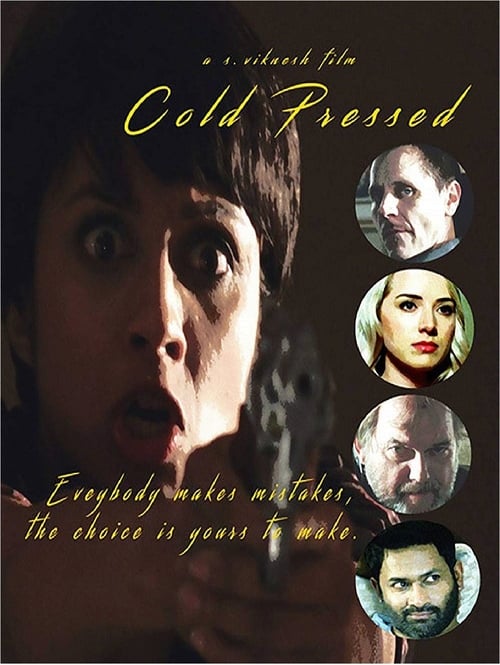 a s. viknesh film
Cold Pressed
Eveybody makes mistakes,
the choice is yours to make.